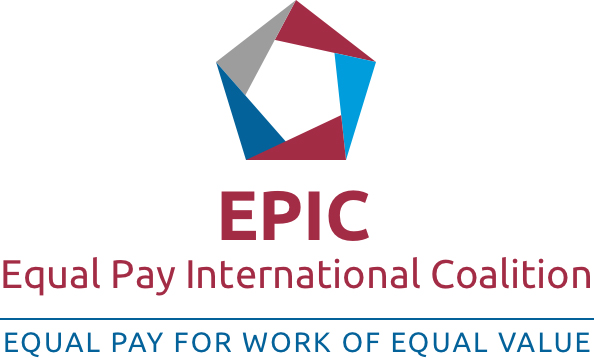 EPIC
Equal Pay International Coalition
EQUAL PAY FOR WORK OF EQUAL VALUE